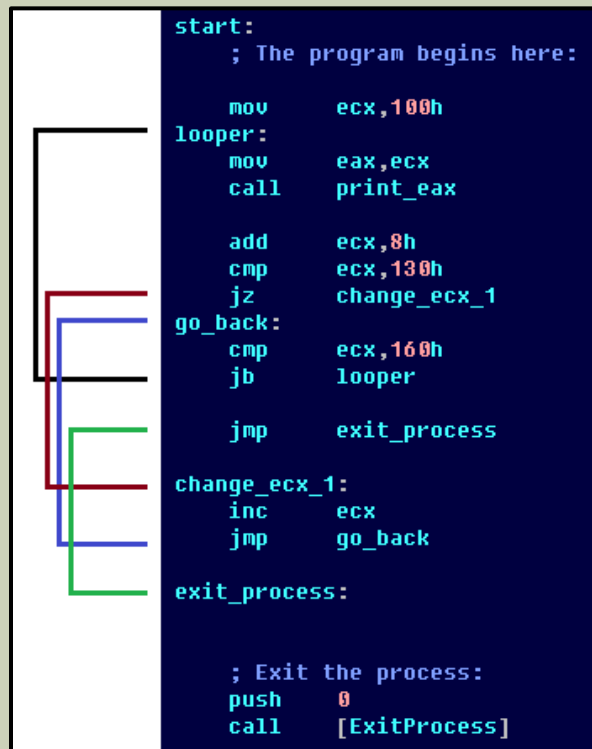 start:
; The program begins here:
mov ecx,100h
looper:
mov eax,ecx
call print_eax
add ecx,8h
cmp ecx,130h
jz change_ecx_1
go_back:
cmp ecx,160h
jb looper
jmp exit_process
change_ecx_1:
inc ecx
jmp go_back
exit_process:
; Exit the process:
push 0
call [ExitProcess]